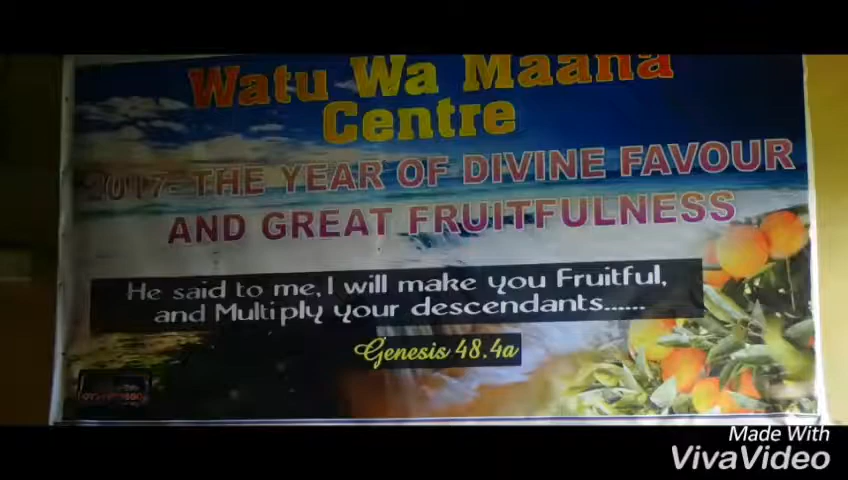 Watu Wa Maana
Centre
2017- THE YEAR OF DIVINE FAVOUR
AND GREAT FRUITFULNESS
He said to me, I will make you Fruitful,
and Multiply your descendants......
Genesis 48.4a
Made With
VivaVideo